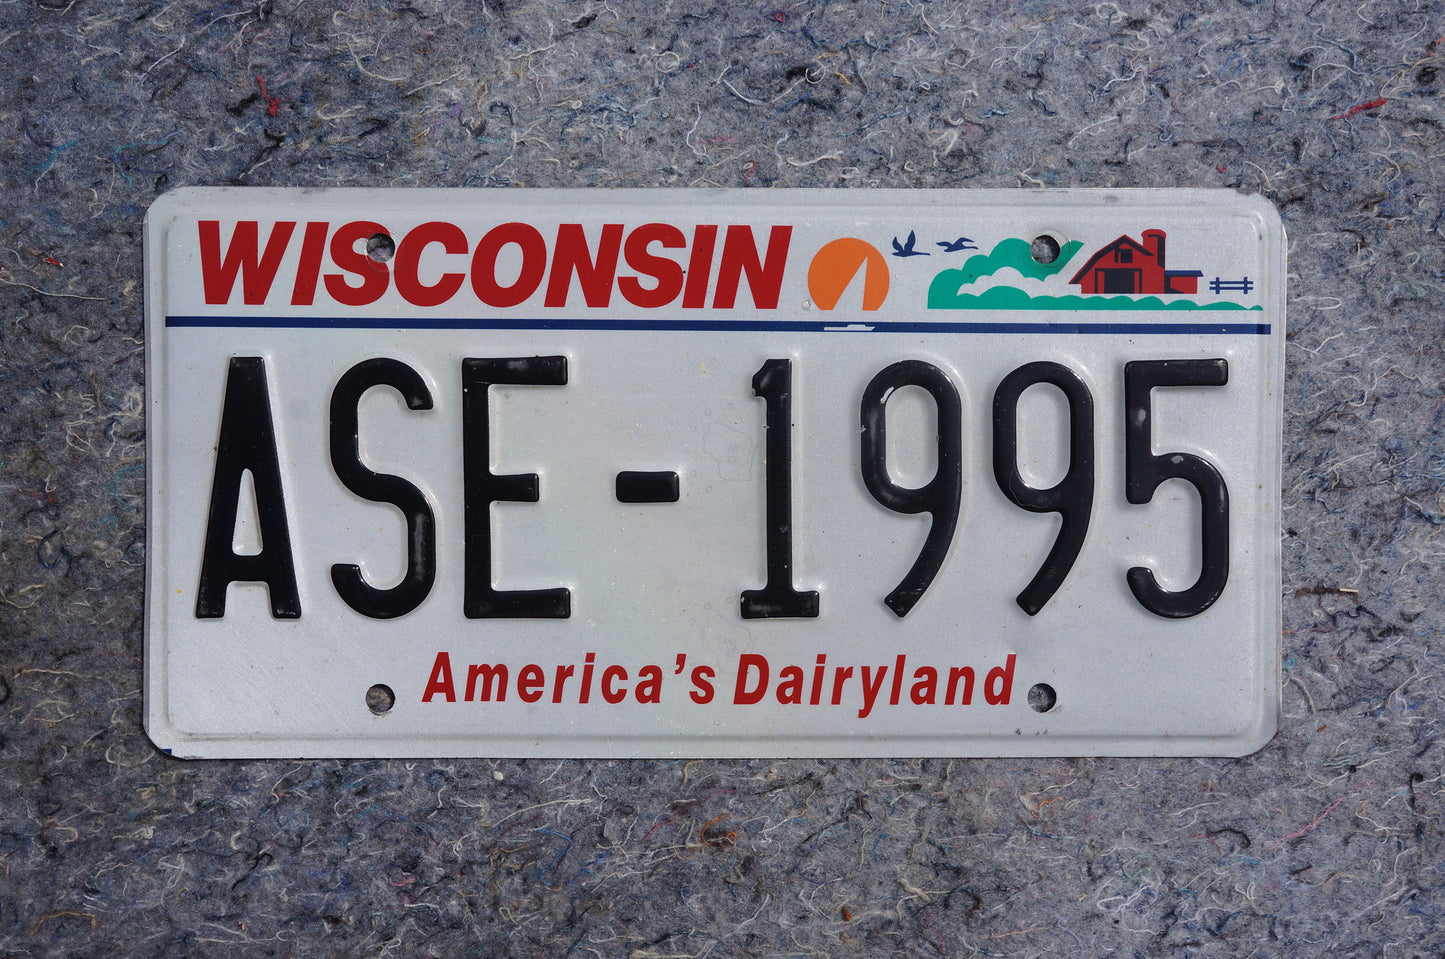 WISCONSIN
ASE-1995
America's Dairyland